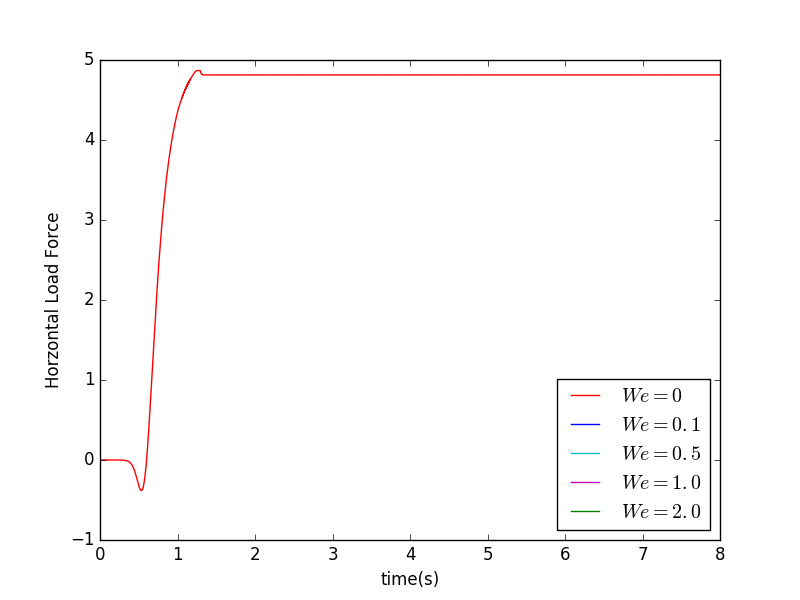 5
4
3
2
1
0
−1
0 1 2 3 4 5 6 7 8
Horzontal Load Force
time(s)
We = 0
We = 0.1
We = 0.5
We = 1.0
We = 2.0